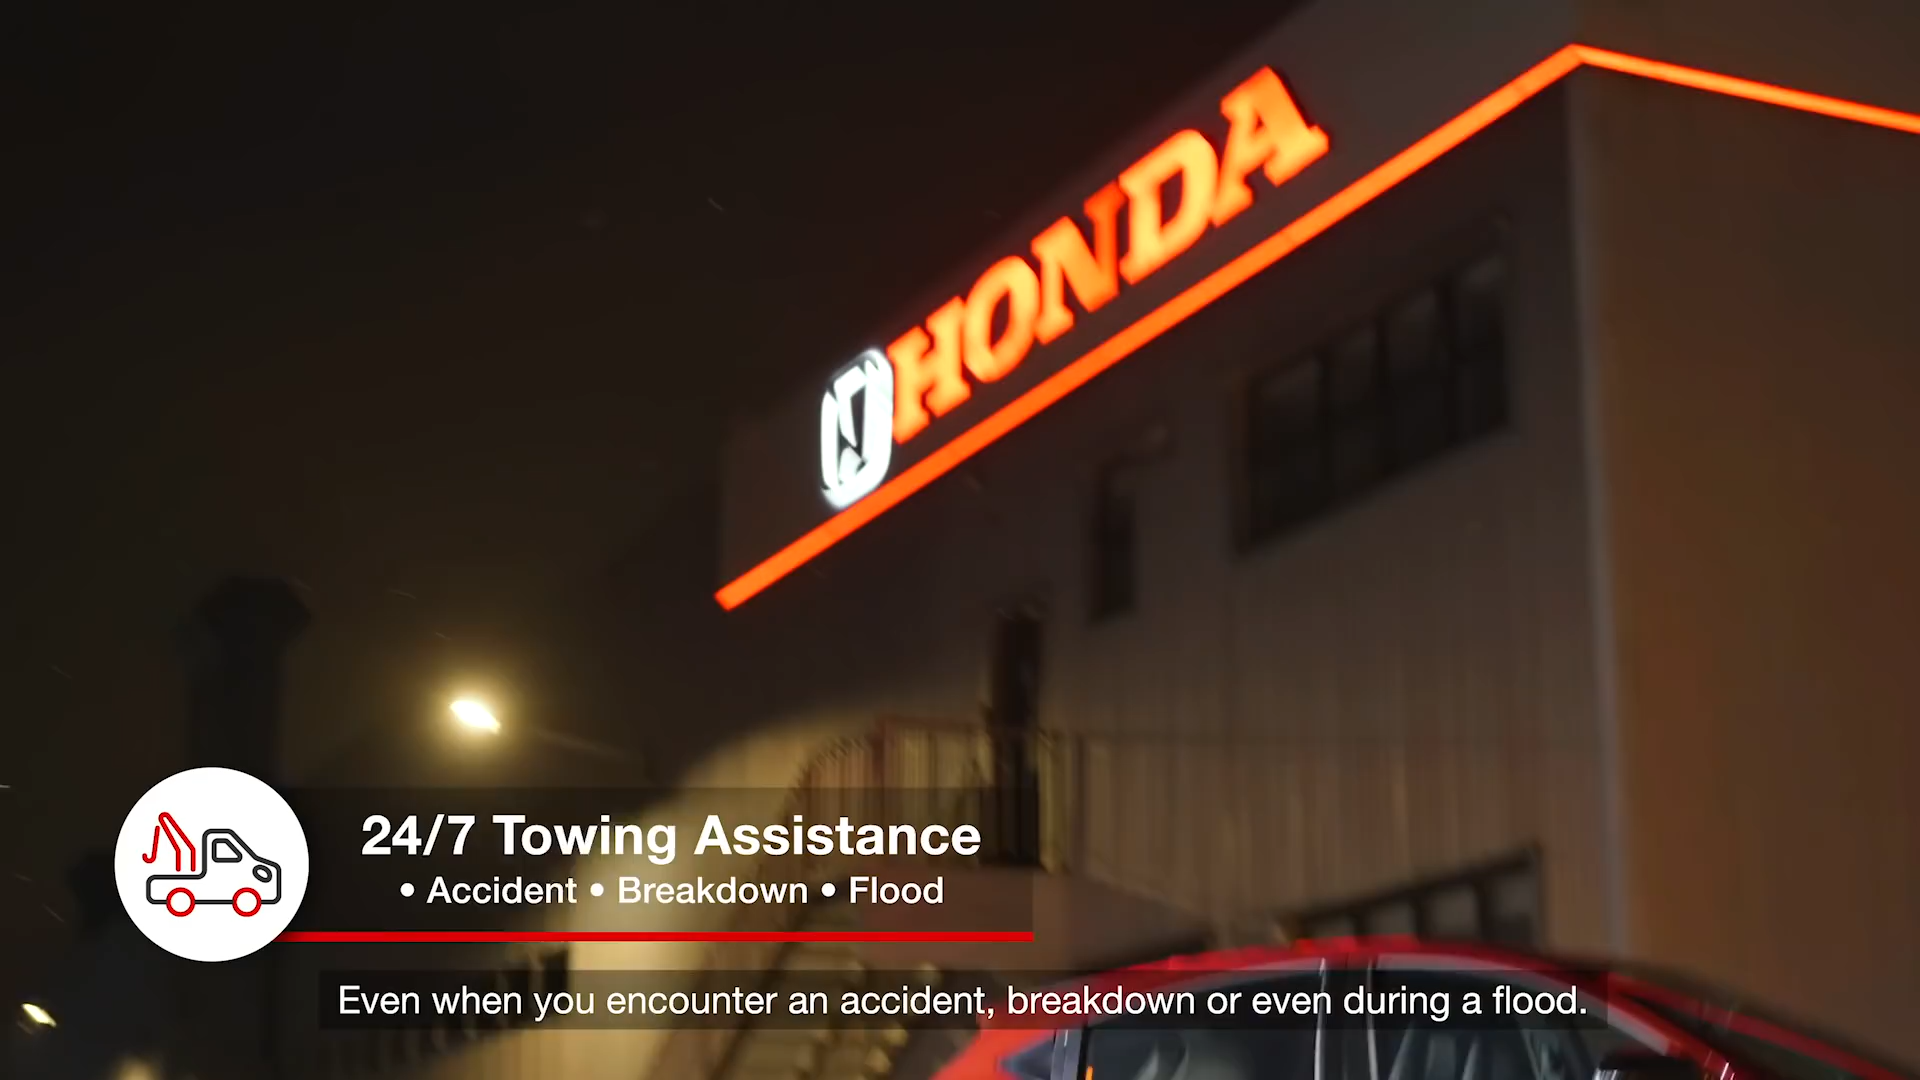 HONDA
24/7 Towing Assistance
• Accident • Breakdown • Flood
Even when you encounter an accident, breakdown or even during a flood.